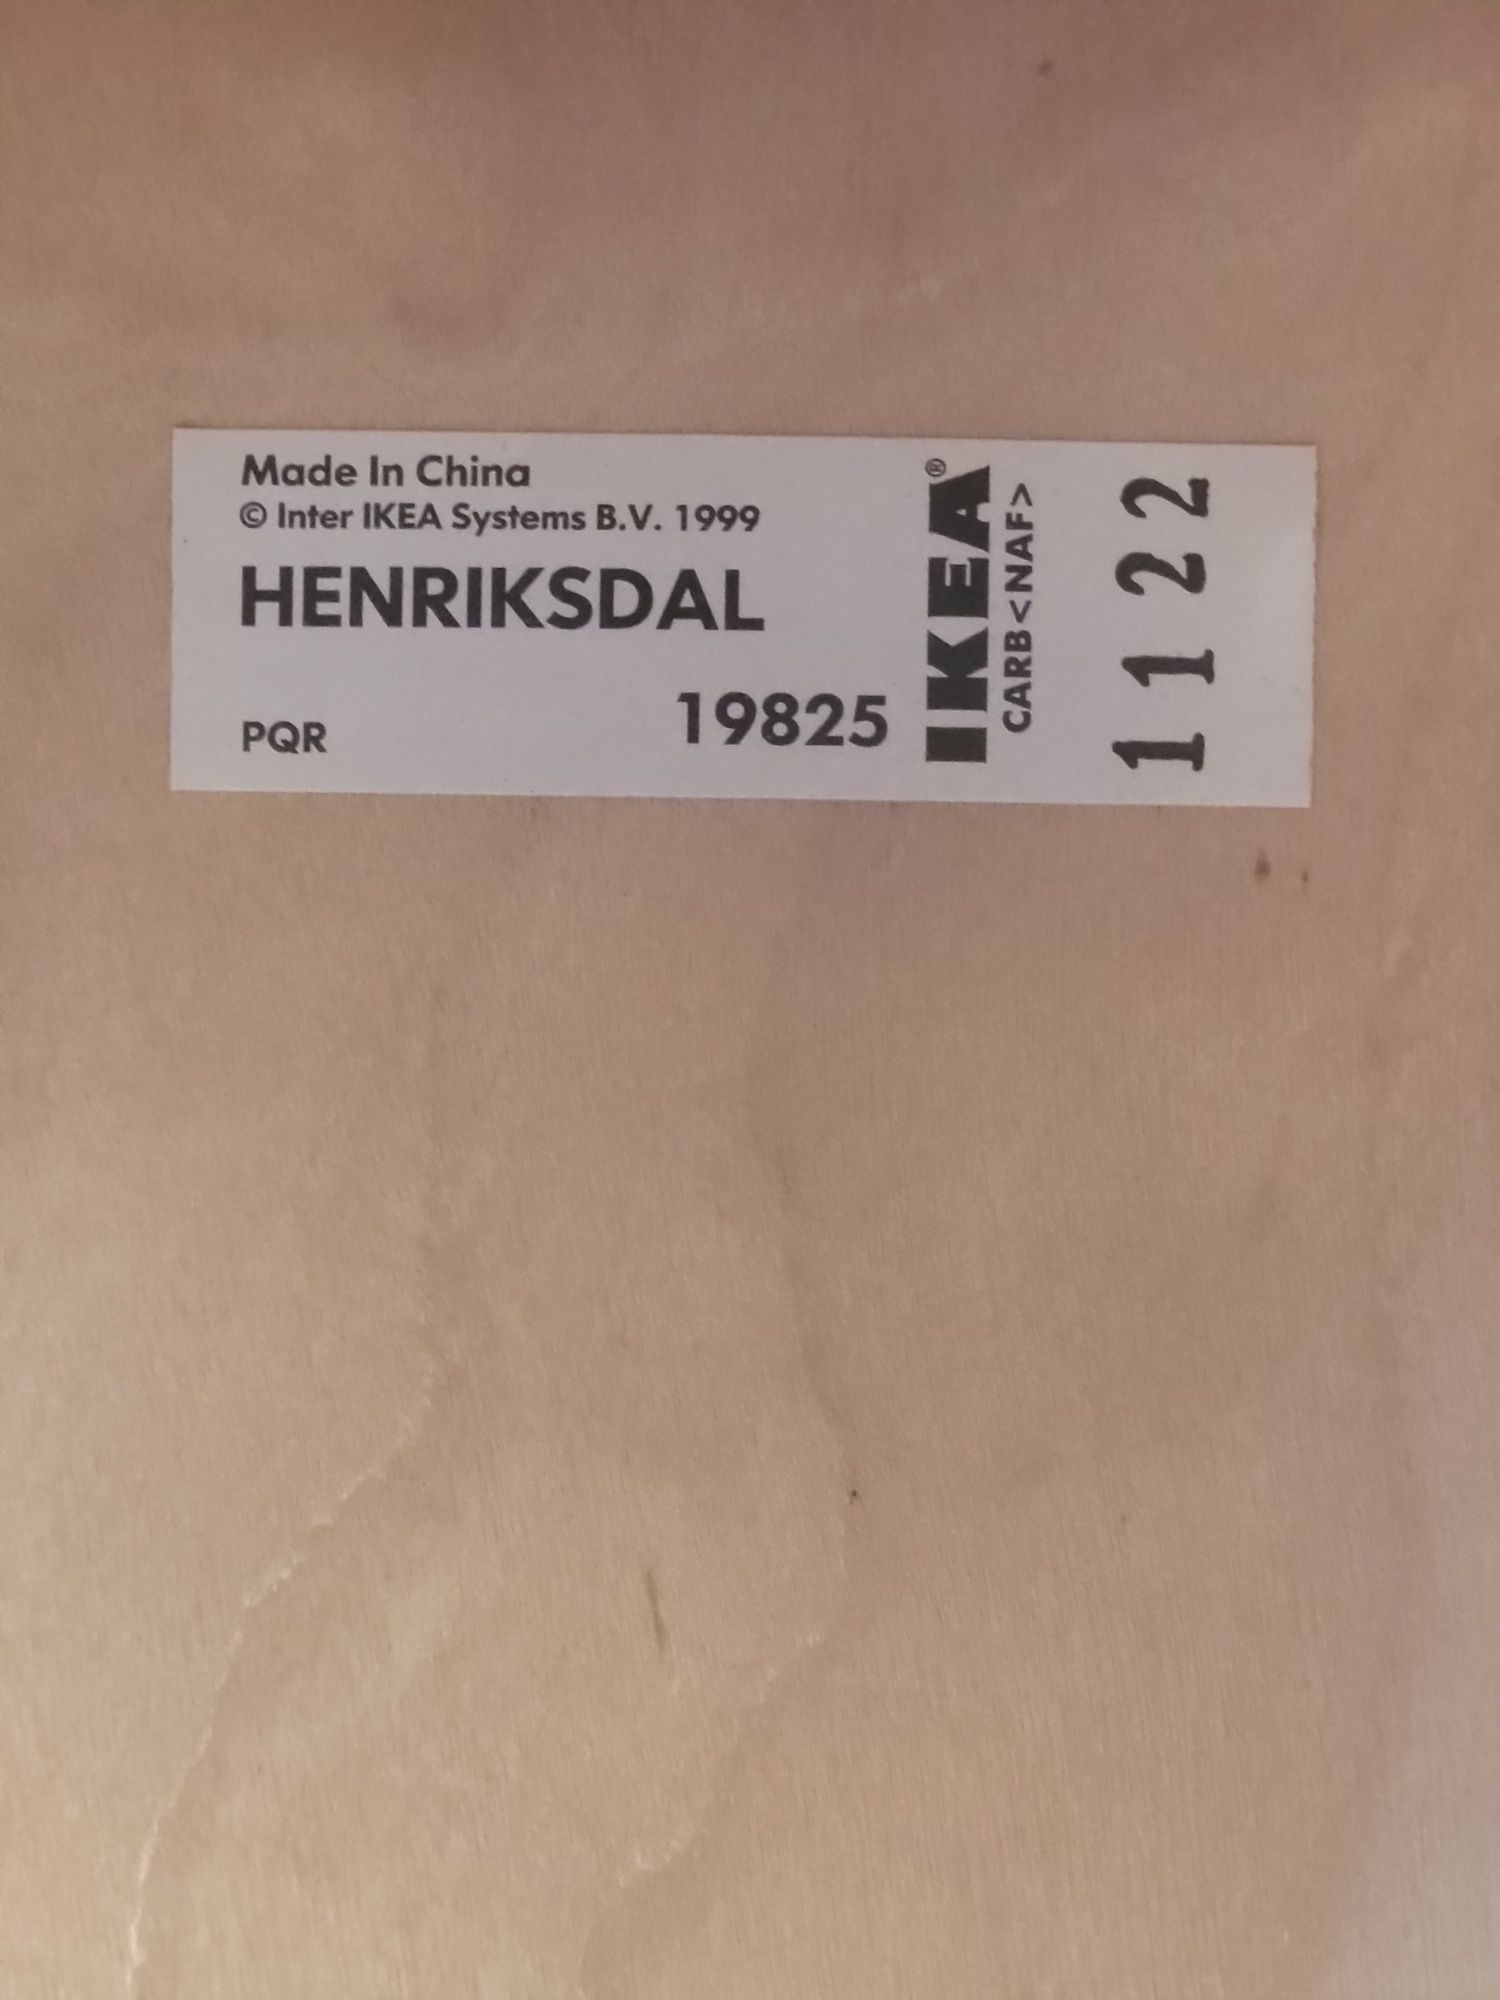 Made In China
© Inter IKEA Systems B.V. 1999
HENRIKSDAL
PQR
19825
IKEA®
CARB<NAF>
1122